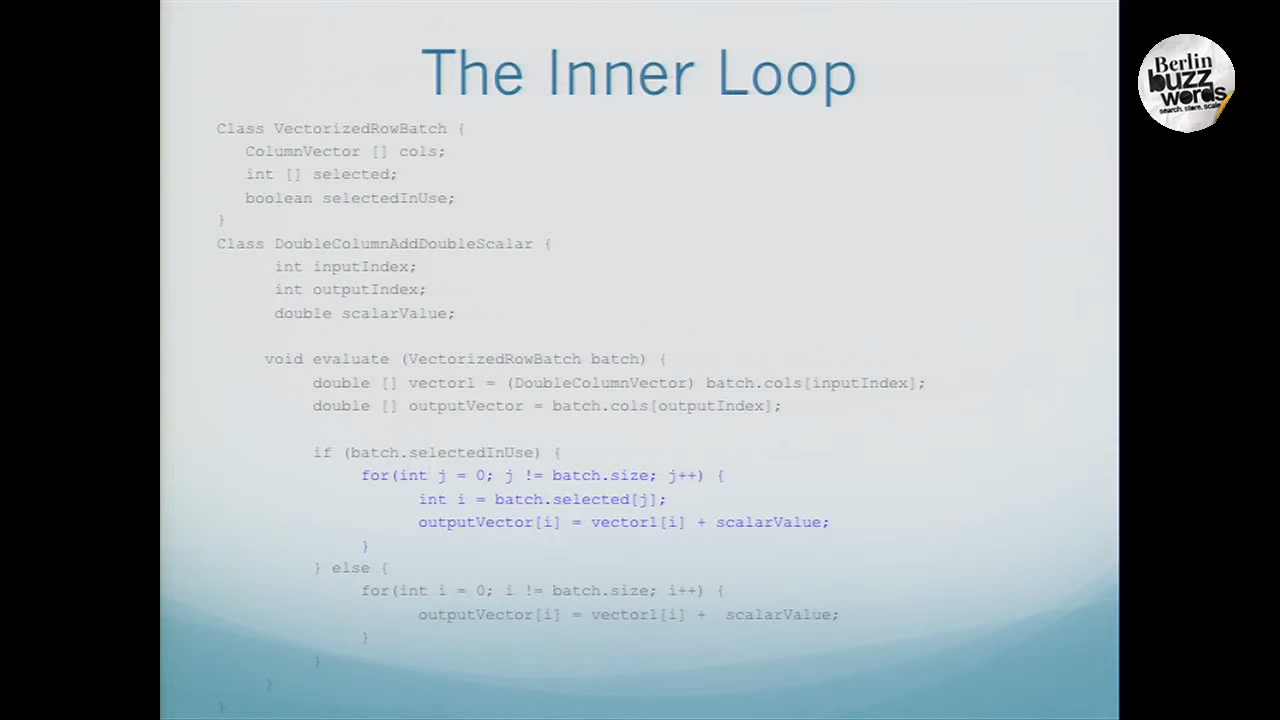 The Inner Loop
Berlin
buzz
words
search. store. scale.
Class VectorizedRowBatch {
ColumnVector [] cols;
int [] selected;
boolean selectedInUse;
}
Class DoubleColumnAddDoubleScalar {
int inputIndex;
int outputIndex;
double scalarValue;
void evaluate (VectorizedRowBatch batch) {
double [] vector1 = (DoubleColumnVector) batch.cols[inputIndex];
double [] outputVector = batch.cols[outputIndex];
if (batch.selectedInUse) {
for(int j = 0; j != batch.size; j++) {
int i = batch.selected[j];
outputVector[i] = vector1[i] + scalarValue;
}
} else {
for(int i = 0; i != batch.size; i++) {
outputVector[i] = vector1[i] +  scalarValue;
}
}
}
}